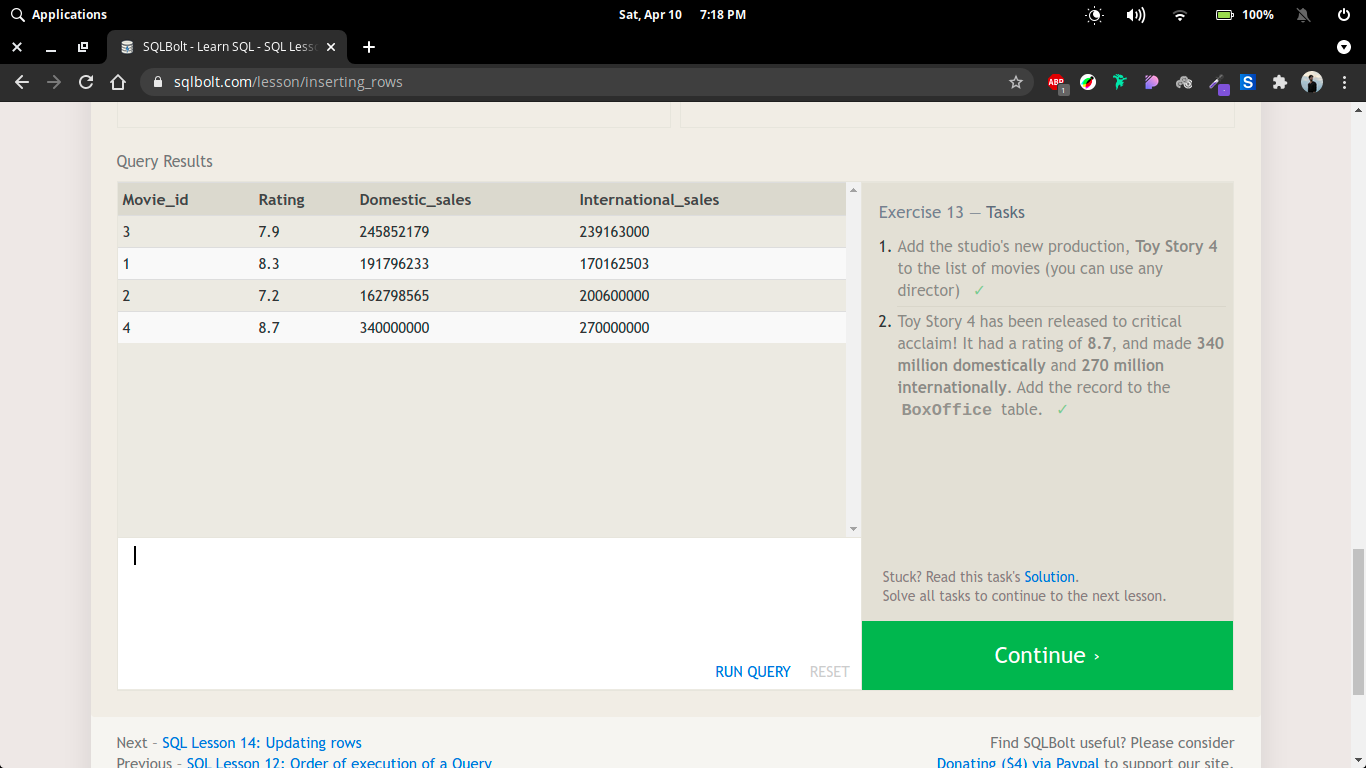 Applications
Sat, Apr 10 7:18 PM
100%
SQLBolt - Learn SQL - SQL Less
sqlbolt.com/lesson/inserting_rows
ABP
1
S
Query Results
Movie_id Rating Domestic_sales International_sales
3 7.9 245852179 239163000
1 8.3 191796233 170162503
2 7.2 162798565 200600000
4 8.7 340000000 270000000
RUN QUERY RESET
Exercise 13 — Tasks
1. Add the studio's new production, Toy Story 4
to the list of movies (you can use any
director) ✓
2. Toy Story 4 has been released to critical
acclaim! It had a rating of 8.7, and made 340
million domestically and 270 million
internationally. Add the record to the
BoxOffice table. ✓
Stuck? Read this task's Solution.
Solve all tasks to continue to the next lesson.
Continue ›
Next - SQL Lesson 14: Updating rows
Previous - SQL Lesson 12: Order of execution of a Query
Find SQLBolt useful? Please consider
Donating ($4) via Paypal to support our site.